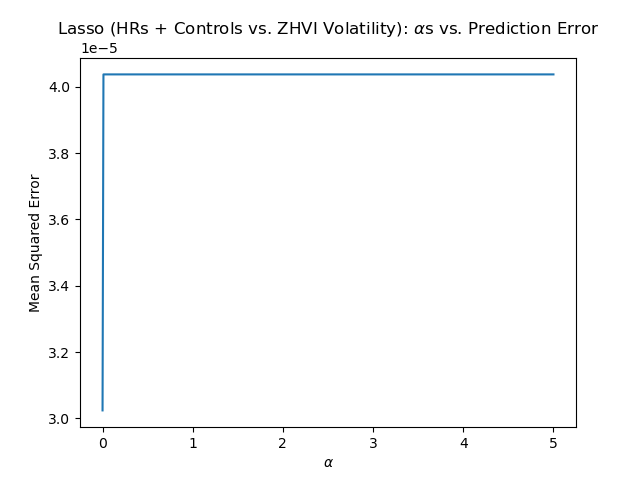 Lasso (HRs + Controls vs. ZHVI Volatility): αs vs. Prediction Error
1e−5
4.0
3.8
3.6
3.4
3.2
3.0
Mean Squared Error
0 1 2 3 4 5
α